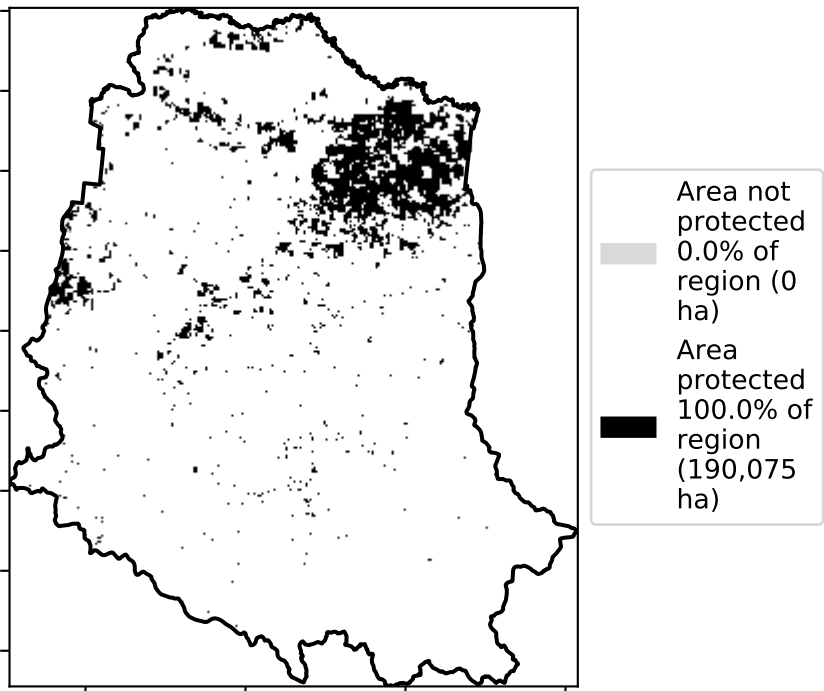 Area not
protected
0.0% of
region (0
ha)
Area
protected
100.0% of
region
(190,075
ha)